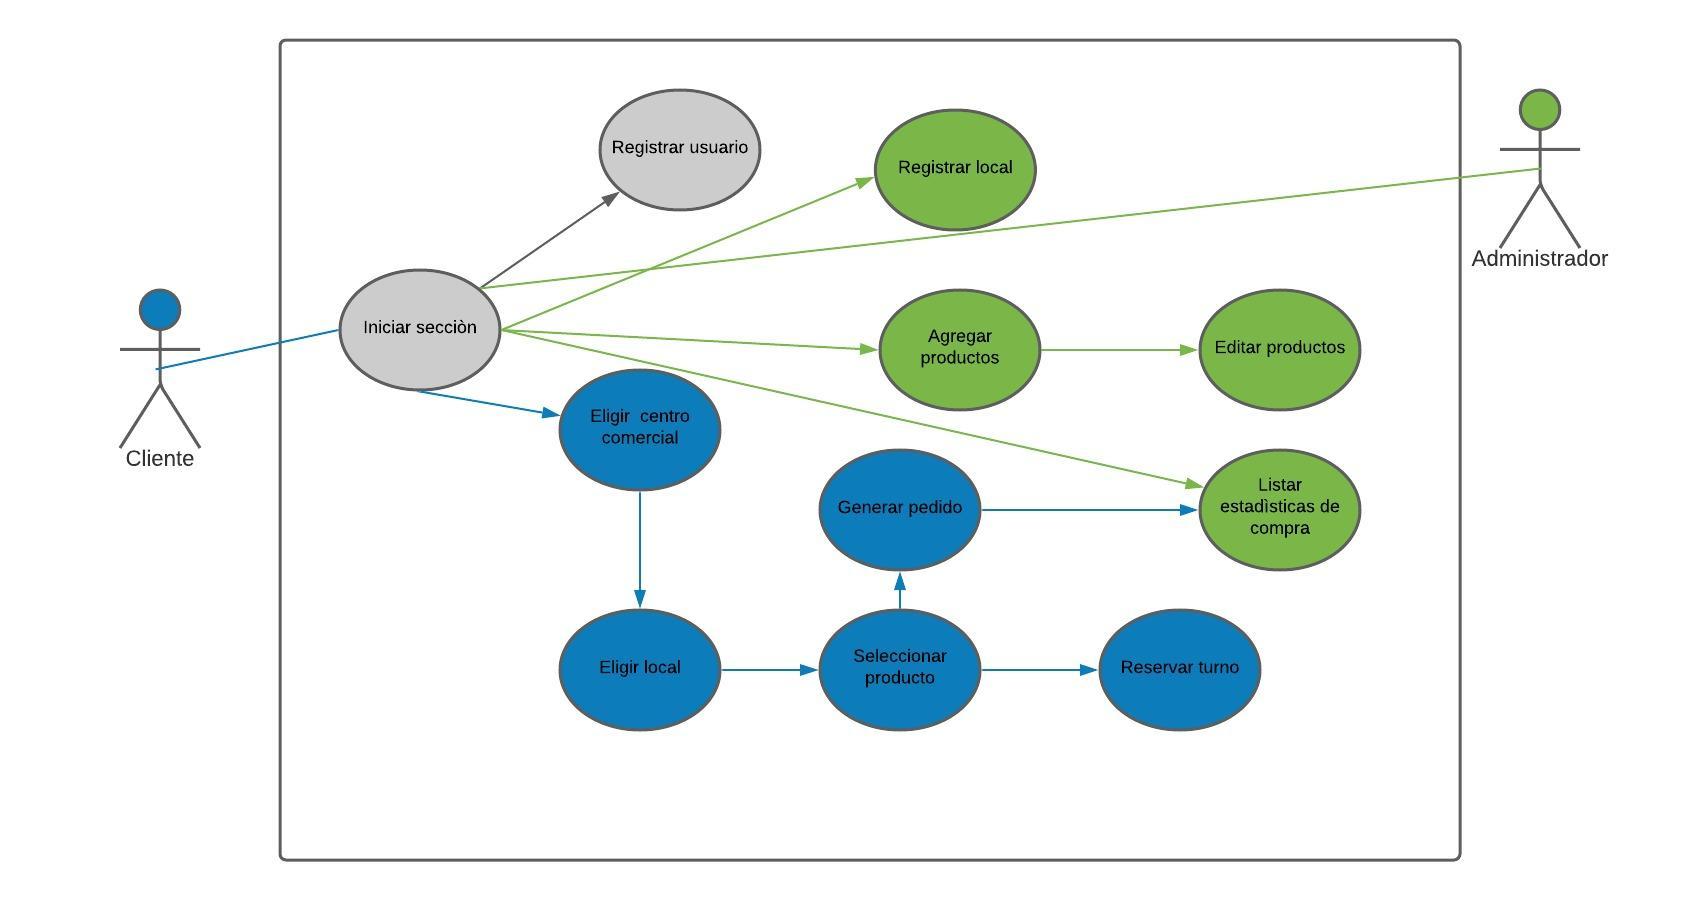 Registrar usuario
Registrar local
Administrador
Iniciar secciòn
Agregar
productos
Editar productos
Cliente
Eligir  centro
comercial
Generar pedido
Listar
estadìsticas de
compra
Eligir local
Seleccionar
producto
Reservar turno